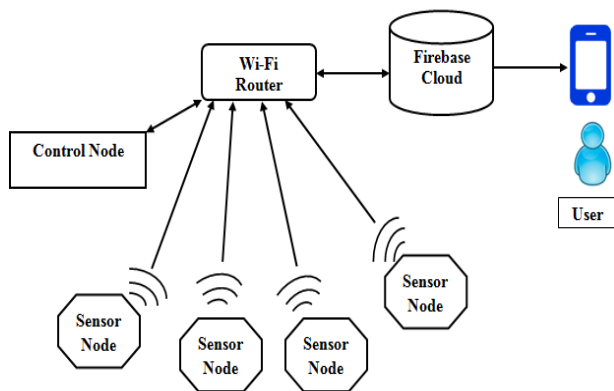 Wi-Fi
Router
Firebase
Cloud
Control Node
User
Sensor
Node
Sensor
Node
Sensor
Node
Sensor
Node